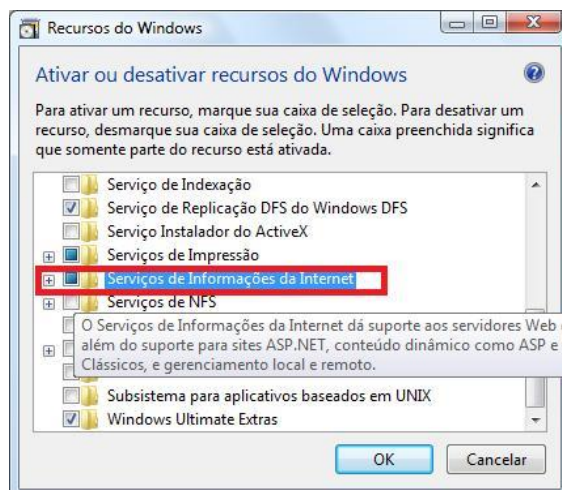 Recursos do Windows
Ativar ou desativar recursos do Windows
Para ativar um recurso, marque sua caixa de seleção. Para desativar um
recurso, desmarque sua caixa de seleção. Uma caixa preenchida significa
que somente parte do recurso está ativada.
Serviço de Indexação
Serviço de Replicação DFS do Windows DFS
Serviço Instalador do ActiveX
Serviços de Impressão
Serviços de Informações da Internet
Serviços de NFS
O Serviços de Informações da Internet dá suporte aos servidores Web
além do suporte para sites ASP.NET, conteúdo dinâmico como ASP e
Clássicos, e gerenciamento local e remoto.
Subsistema para aplicativos baseados em UNIX
Windows Ultimate Extras
OK
Cancelar